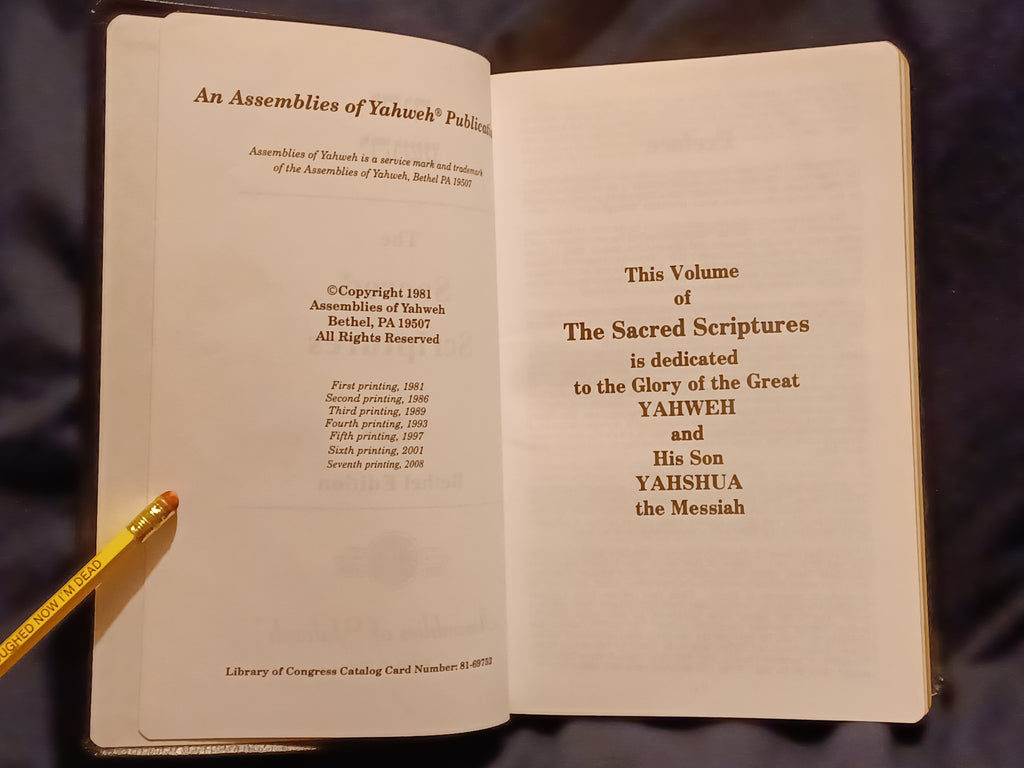 An Assemblies of Yahweh® Publicati
Assemblies of Yahweh is a service mark and trademark
of the Assemblies of Yahweh, Bethel PA 19507
©Copyright 1981
Assemblies of Yahweh
Bethel, PA 19507
All Rights Reserved
First printing, 1981
Second printing, 1986
Third printing, 1989
Fourth printing, 1993
Fifth printing, 1997
Sixth printing, 2001
Seventh printing, 2008
Bethel Edition
Library of Congress Catalog Card Number: 81-69752
This Volume
of
The Sacred Scriptures
is dedicated
to the Glory of the Great
YAHWEH
and
His Son
YAHSHUA
the Messiah
UGHED NOW I'M DEAD